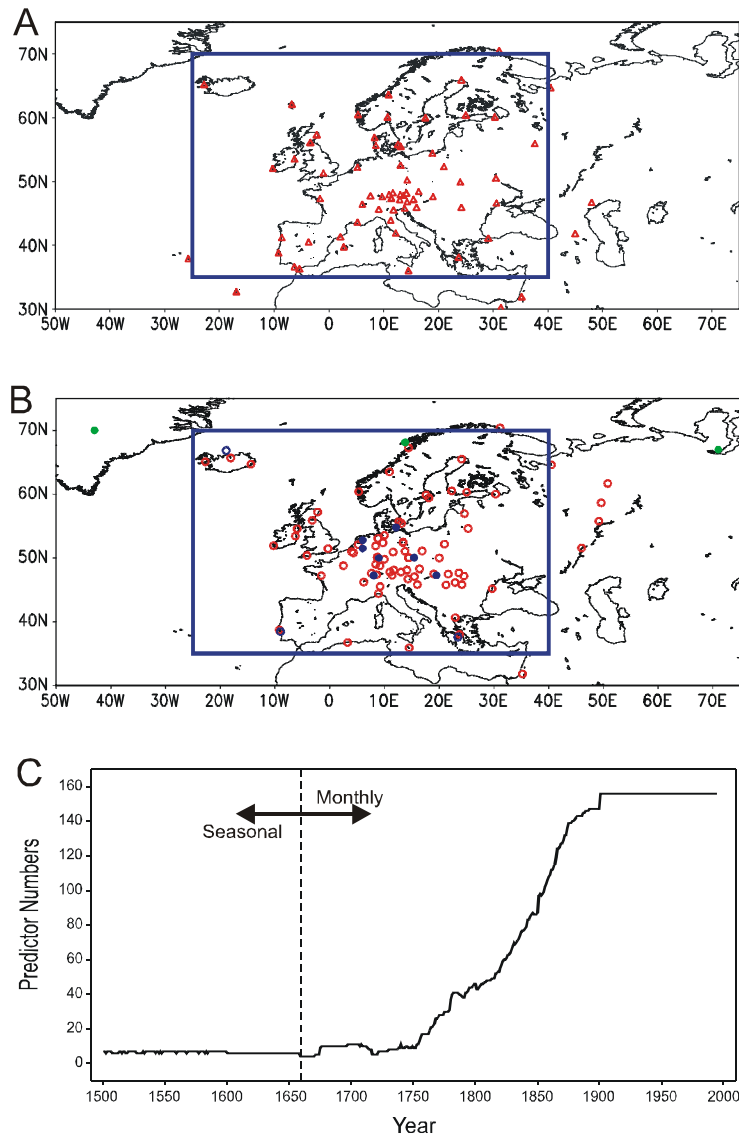 A
70N
60N
50N
40N
30N
50W 40W 30W 20W 10W 0 10E 20E 30E 40E 50E 60E 70E
B
70N
60N
50N
40N
30N
50W 40W 30W 20W 10W 0 10E 20E 30E 40E 50E 60E 70E
C
160
140
120
100
80
60
40
20
0
Predictor Numbers
Monthly
Seasonal
1500 1550 1600 1650 1700 1750 1800 1850 1900 1950 2000
Year